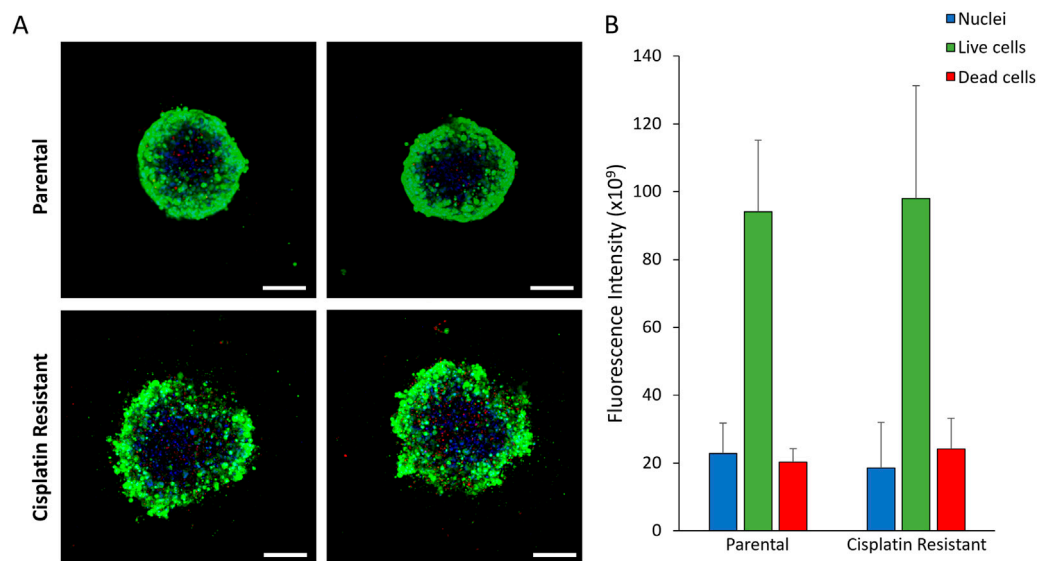 A
Parental
Cisplatin Resistant
B
Nuclei
Live cells
Dead cells
Fluorescence Intensity (x10⁹)
140
120
100
80
60
40
20
0
Parental
Cisplatin Resistant